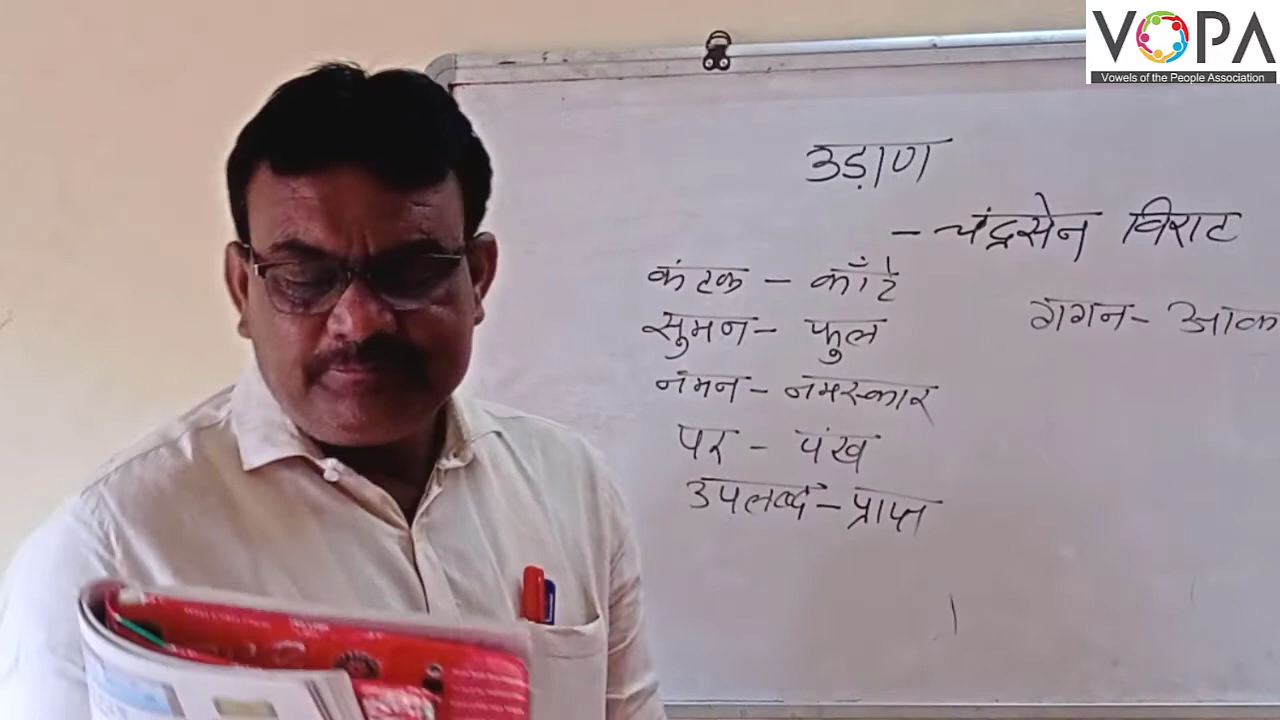 VOPA
Vowels of the People Association
उड़ाण
- चंद्रसेन विराट
कंटक - काँटे
गगन - आक
सुमन - फुल
नमन - नमस्कार
पर - पंख
उपलब्द - प्राप्त